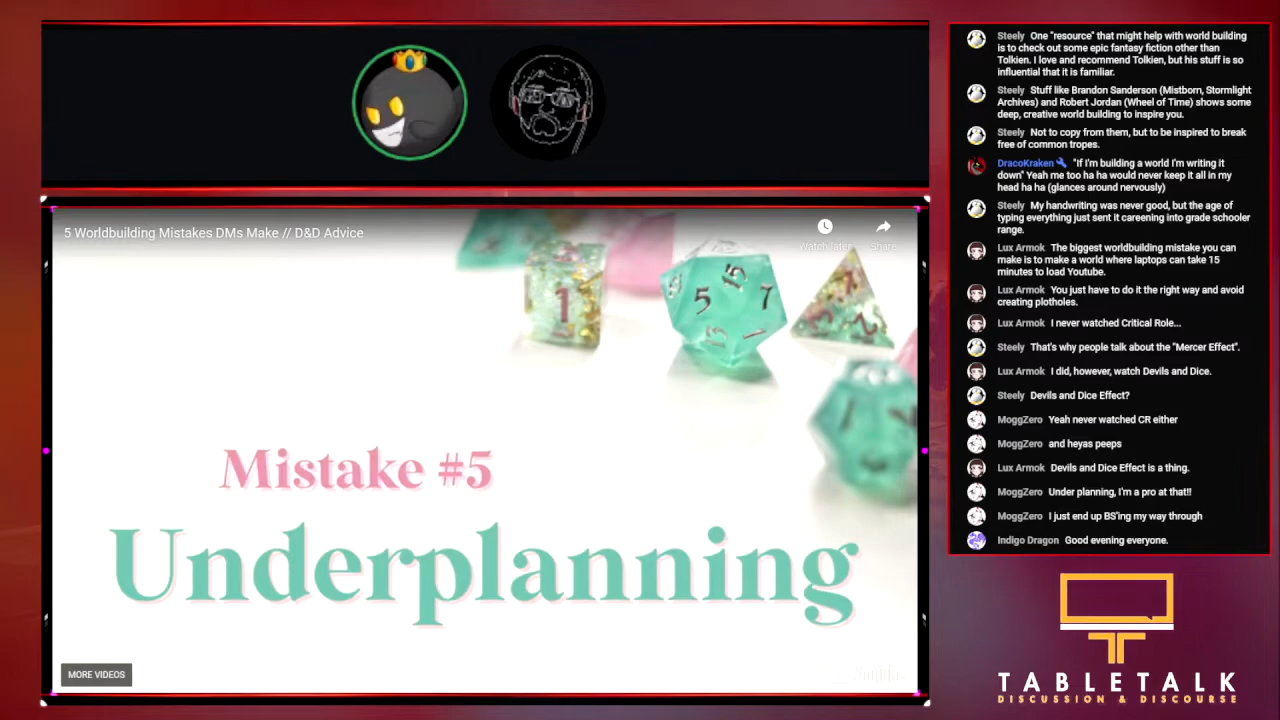 5 Worldbuilding Mistakes DMs Make // D&D Advice
Watch later
Share
1
5
15
7
Mistake #5
Underplanning
MORE VIDEOS
Steely One "resource" that might help with world building
is to check out some epic fantasy fiction other than
Tolkien. I love and recommend Tolkien, but his stuff is so
influential that it is familiar.
Steely Stuff like Brandon Sanderson (Mistborn, Stormlight
Archives) and Robert Jordan (Wheel of Time) shows some
deep, creative world building to inspire you.
Steely Not to copy from them, but to be inspired to break
free of common tropes.
DracoKraken "If I'm building a world I'm writing it
down" Yeah me too ha ha would never keep it all in my
head ha ha (glances around nervously)
Steely My handwriting was never good, but the age of
typing everything just sent it careening into grade schooler
range.
Lux Armok The biggest worldbuilding mistake you can
make is to make a world where laptops can take 15
minutes to load Youtube.
Lux Armok You just have to do it the right way and avoid
creating plotholes.
Lux Armok I never watched Critical Role...
Steely That's why people talk about the "Mercer Effect".
Lux Armok I did, however, watch Devils and Dice.
Steely Devils and Dice Effect?
MoggZero Yeah never watched CR either
MoggZero and heyas peeps
Lux Armok Devils and Dice Effect is a thing.
MoggZero Under planning, I'm a pro at that!!
MoggZero I just end up BS'ing my way through
Indigo Dragon Good evening everyone.
TABLETALK
DISCUSSION & DISCOURSE